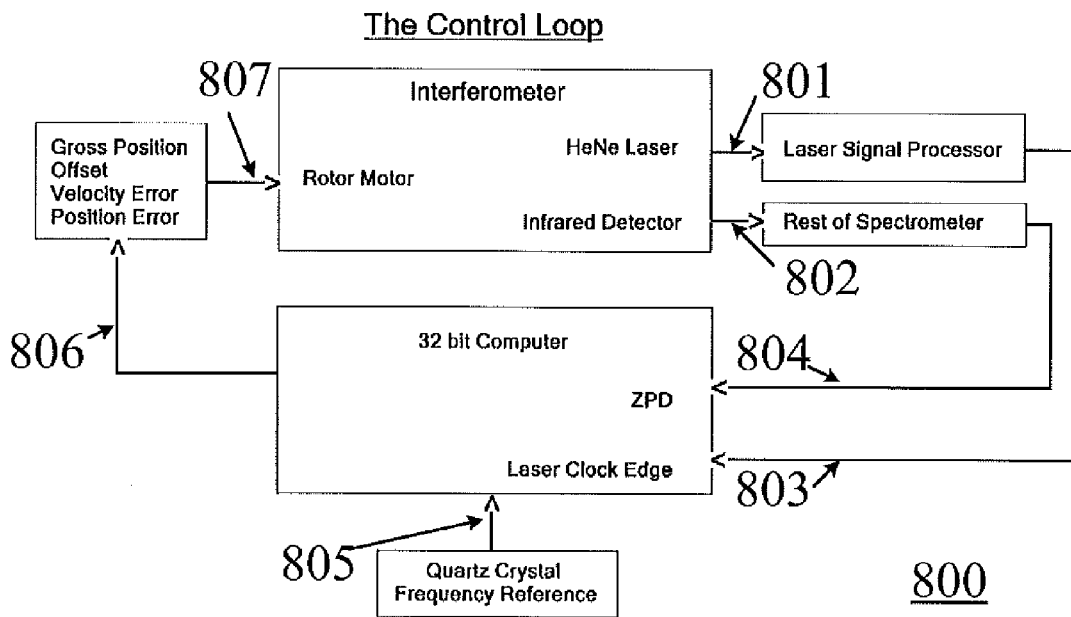 The Control Loop
807
Interferometer
801
Gross Position
Offset
Velocity Error
Position Error
Rotor Motor
HeNe Laser
Laser Signal Processor
Infrared Detector
Rest of Spectrometer
802
806
32 bit Computer
804
ZPD
Laser Clock Edge
803
805
Quartz Crystal
Frequency Reference
800